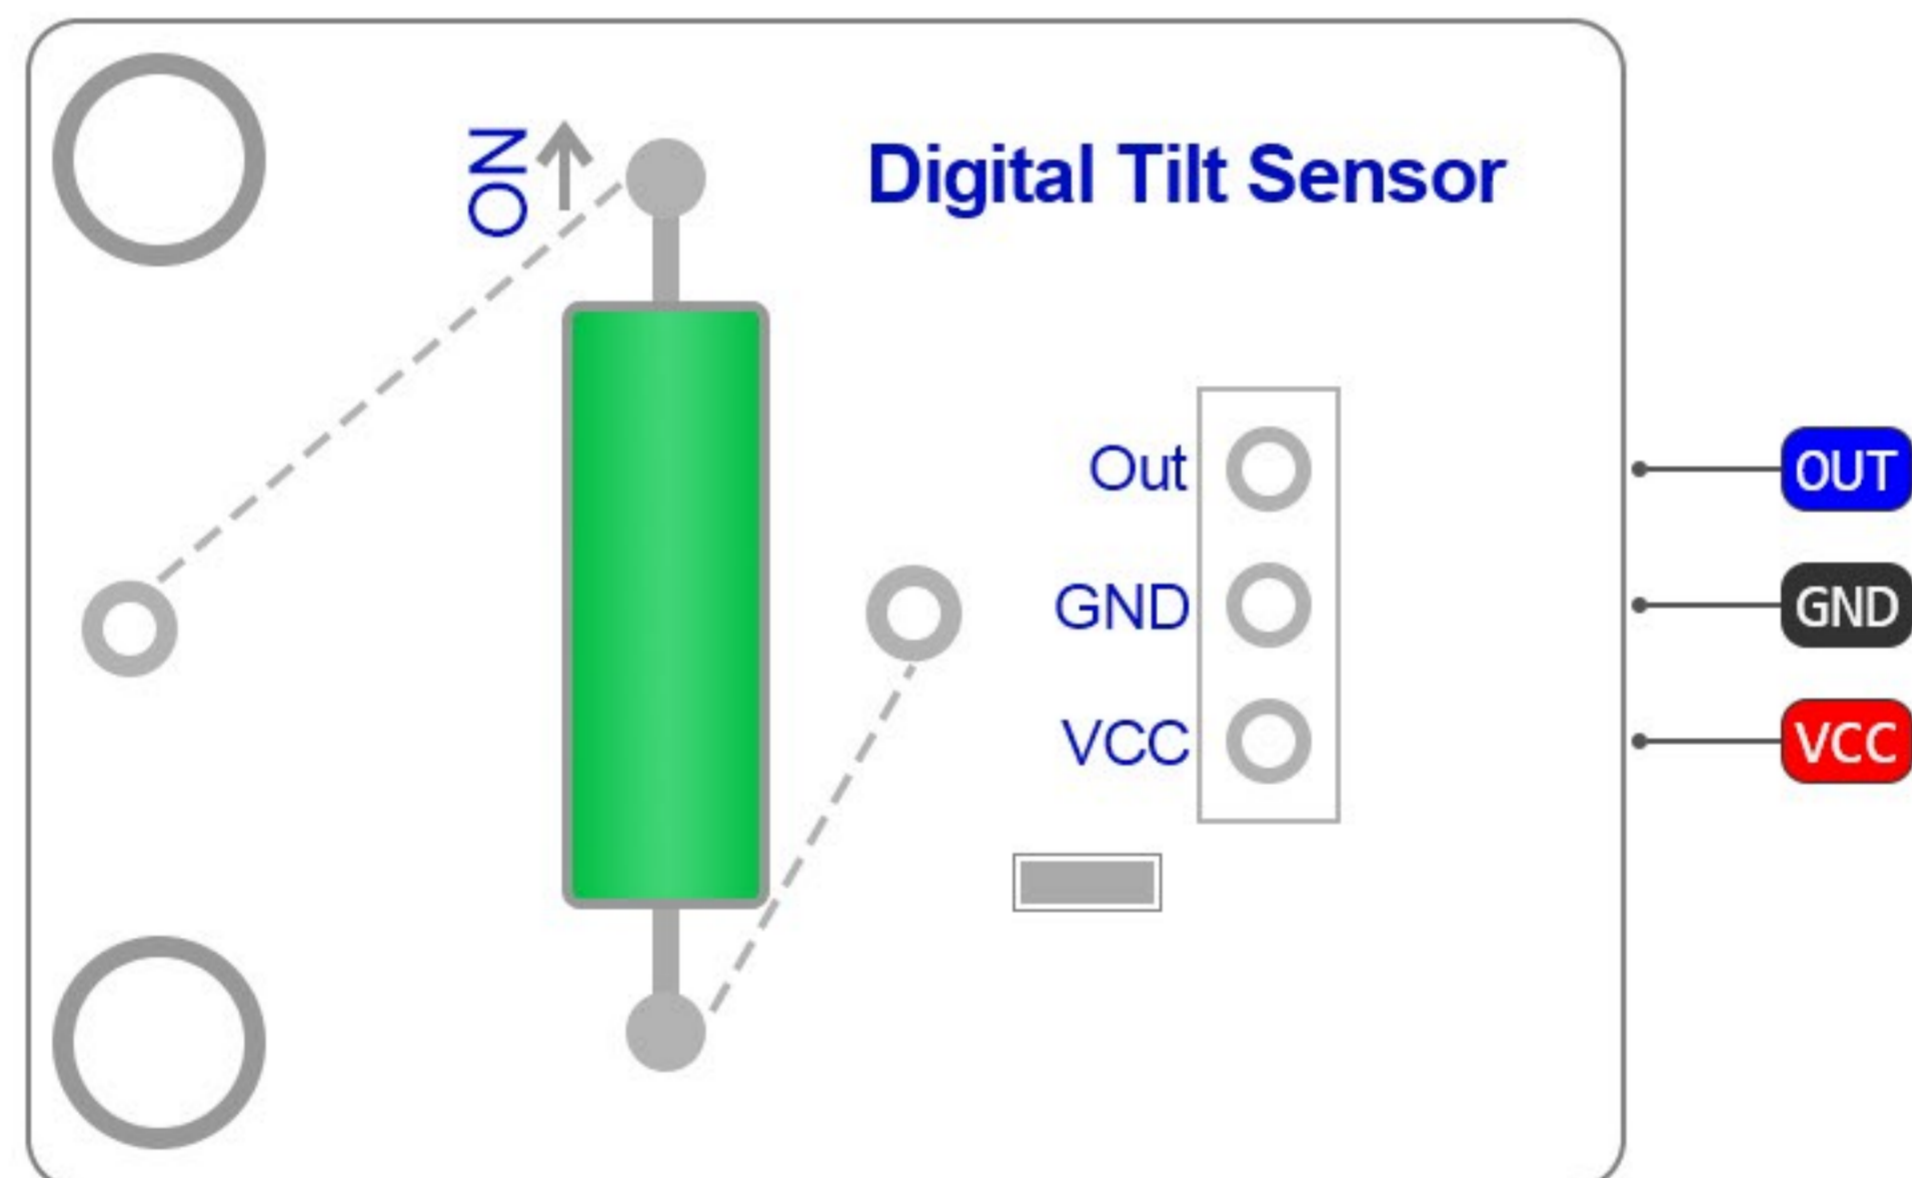 ON
Digital Tilt Sensor
Out
OUT
GND
GND
VCC
VCC